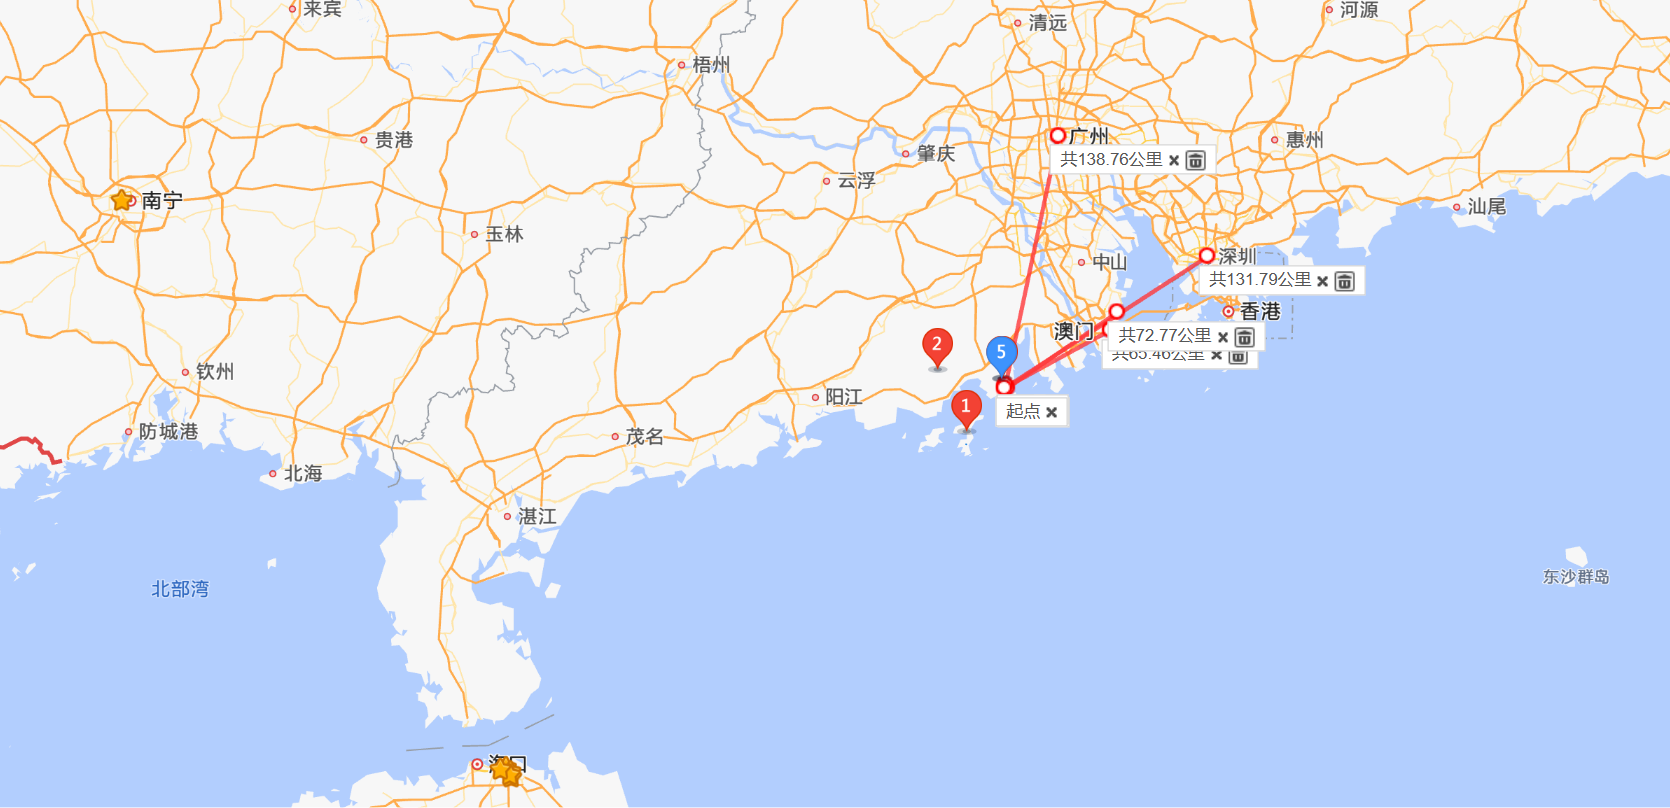 来宾
清远
河源
梧州
广州
贵港
肇庆
惠州
共138.76公里
云浮
南宁
汕尾
玉林
深圳
中山
共131.79公里
香港
澳门
共72.77公里
2
5
共65.46公里
钦州
阳江
1
起点
防城港
茂名
北海
湛江
东沙群岛
北部湾
海口